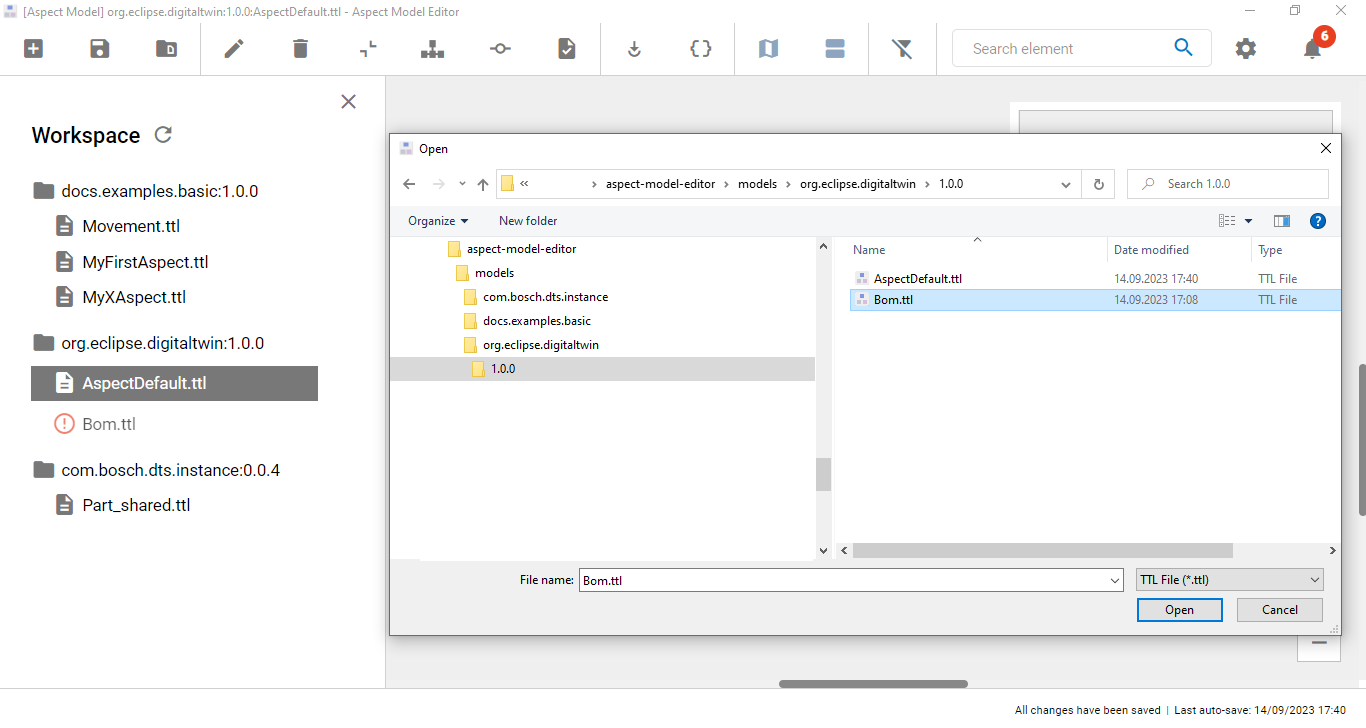 [Aspect Model] org.eclipse.digitaltwin:1.0.0:AspectDefault.ttl - Aspect Model Editor
Search element
6
Workspace
docs.examples.basic:1.0.0
Movement.ttl
MyFirstAspect.ttl
MyXAspect.ttl
org.eclipse.digitaltwin:1.0.0
AspectDefault.ttl
Bom.ttl
com.bosch.dts.instance:0.0.4
Part_shared.ttl
Open
« › aspect-model-editor › models › org.eclipse.digitaltwin › 1.0.0
Search 1.0.0
Organize New folder
aspect-model-editor
models
com.bosch.dts.instance
docs.examples.basic
org.eclipse.digitaltwin
1.0.0
Name Date modified Type
AspectDefault.ttl 14.09.2023 17:40 TTL File
Bom.ttl 14.09.2023 17:08 TTL File
File name: Bom.ttl TTL File (*.ttl)
Open Cancel
All changes have been saved | Last auto-save: 14/09/2023 17:40